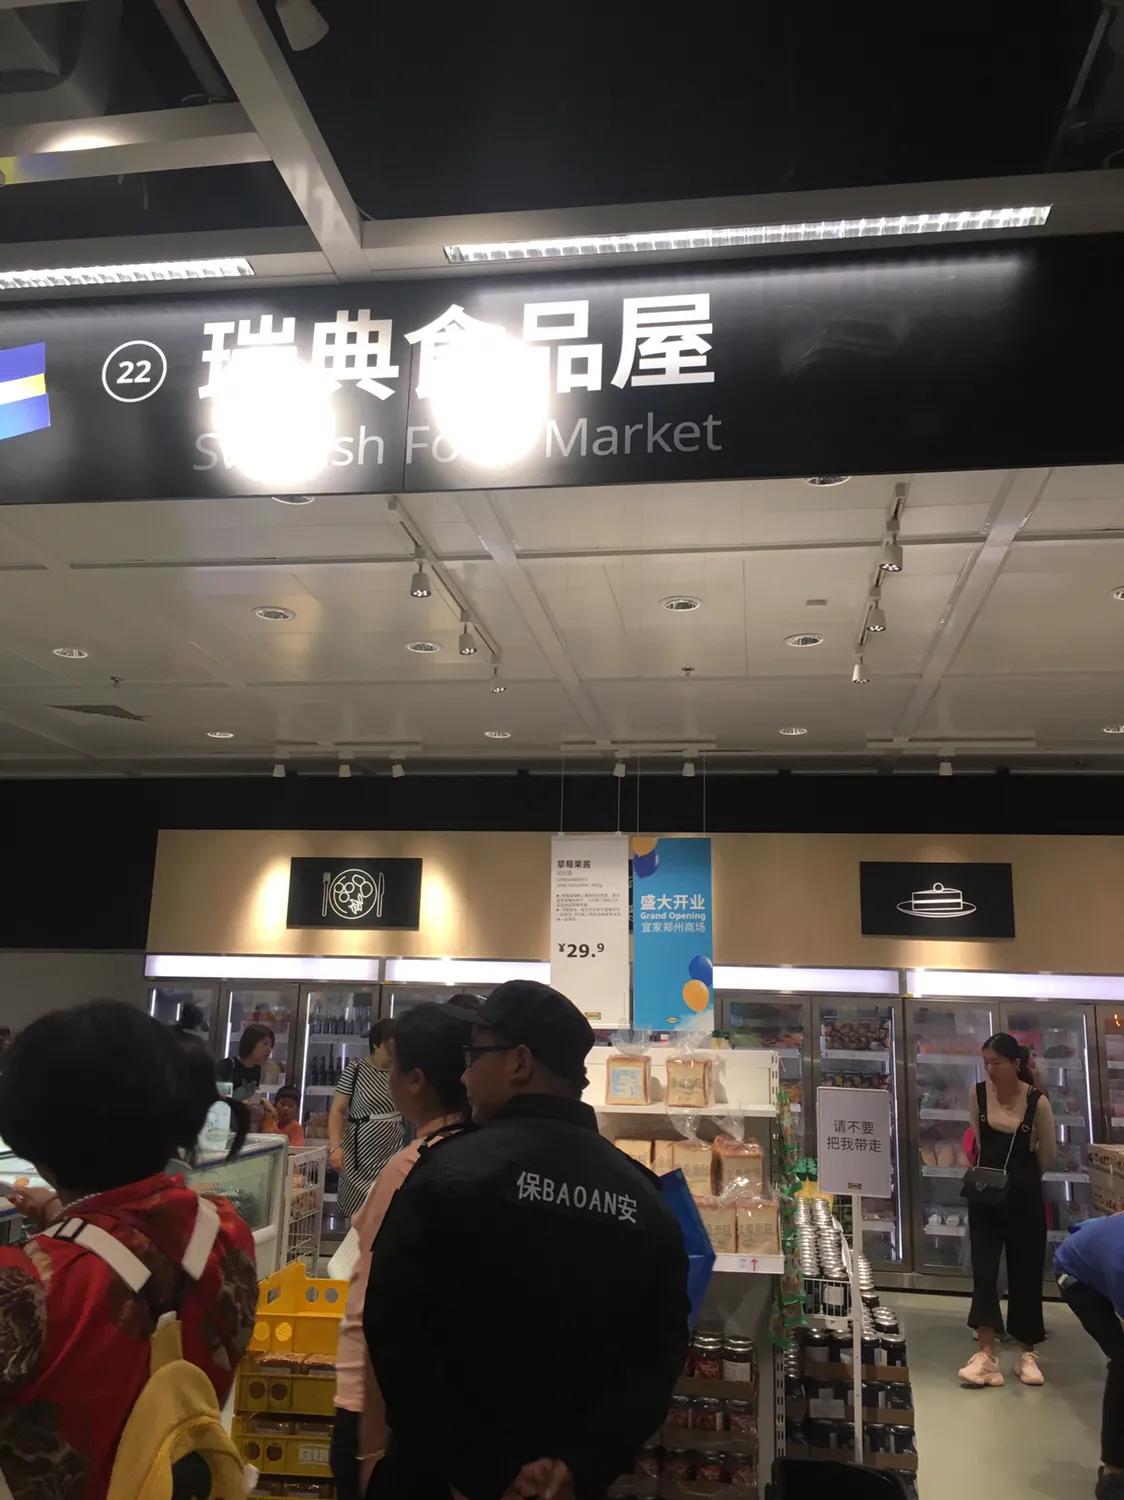 22
瑞典食品屋
Food Market
草莓果酱
¥29.9
盛大开业
Grand Opening
宜家郑州商场
请不要
把我带走
保BAOAN安